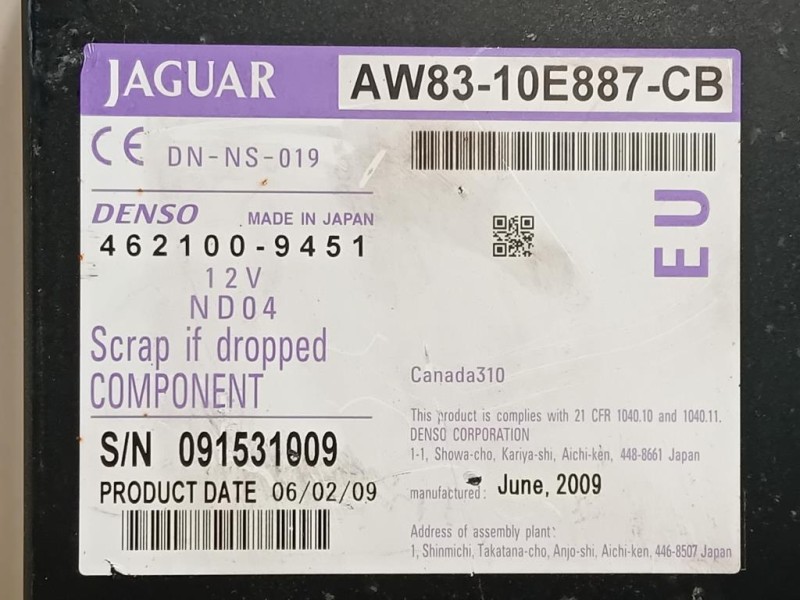 JAGUAR AW83-10E887-CB
CE DN-NS-019
DENSO MADE IN JAPAN
462100-9451
12V
ND04
Scrap if dropped
COMPONENT
S/N 091531009
PRODUCT DATE 06/02/09
EU
Canada310
This product is complies with 21 CFR 1040.10 and 1040.11.
DENSO CORPORATION
1-1, Showa-cho, Kariya-shi, Aichi-ken, 448-8661 Japan
manufactured: June, 2009
Address of assembly plant:
1, Shinmichi, Takatana-cho, Anjo-shi, Aichi-ken, 446-8507 Japan